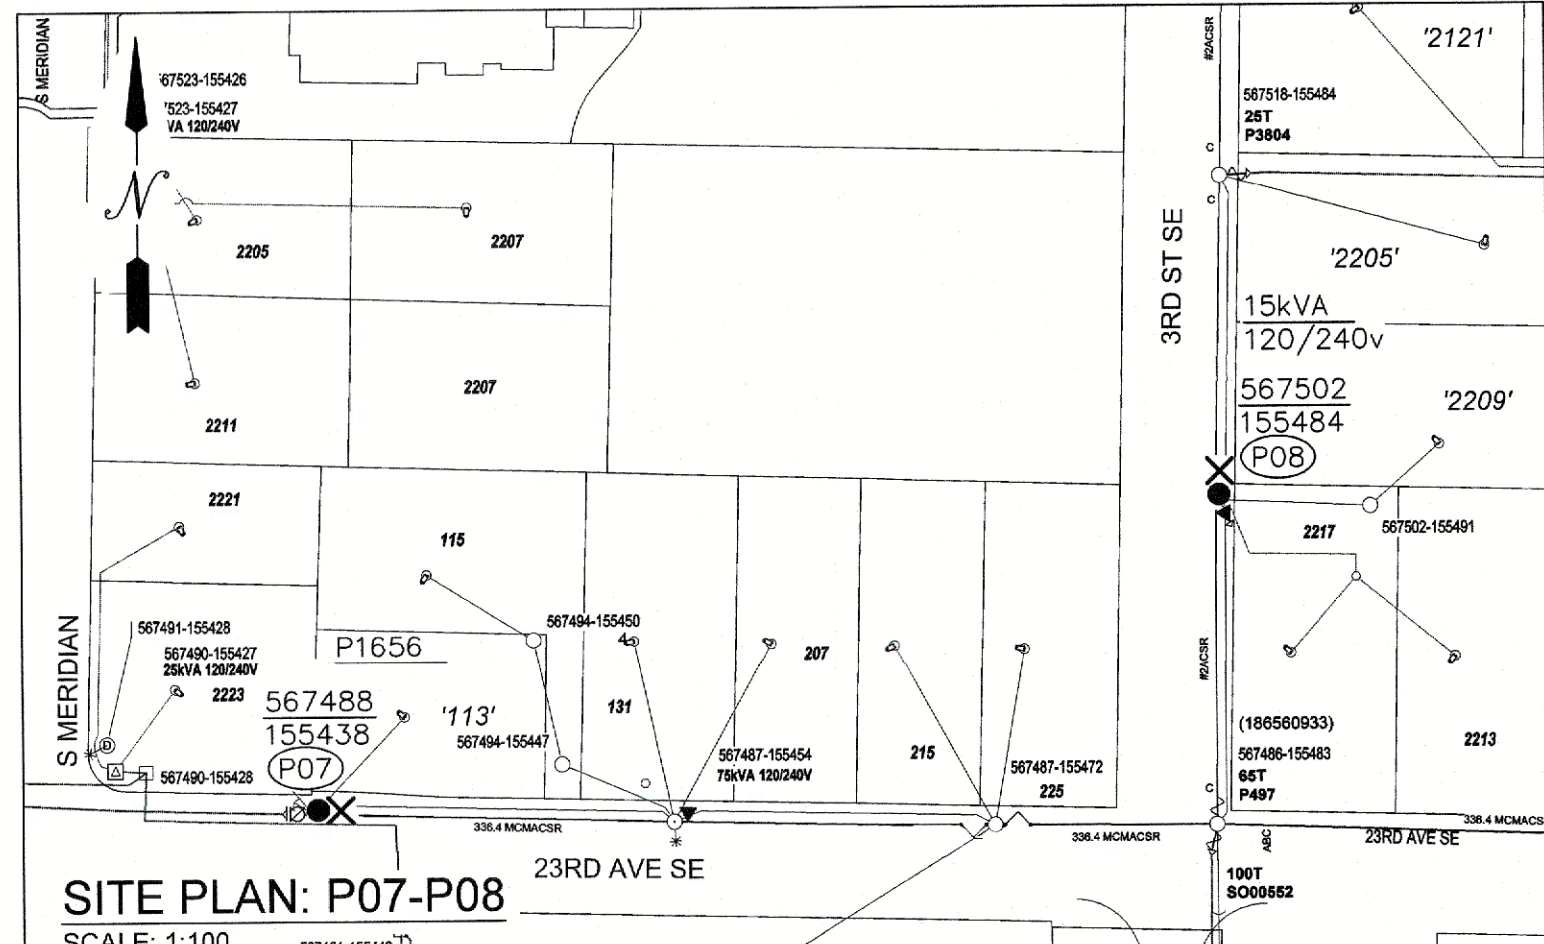 S MERIDIAN
67523-155426
'523-155427
VA 120/240V
N
#2ACSR
'2121'
567518-155484
25T
P3804
C
C
2205
2207
3RD ST SE
'2205'
15kVA
120/240v
2211
2207
567502
155484
P08
'2209'
2221
115
2217
567502-155491
S MERIDIAN
567491-155428
567490-155427
25kVA 120/240V
2223
P1656
567494-155450
567488
155438
P07
'113'
567494-155447
131
207
567487-155454
75kVA 120/240V
215
567487-155472
225
#2ACSR
(186560933)
567486-155483
65T
P497
2213
567490-155428
C
336.4 MCMACSR
336.4 MCMACSR
ABC
336.4 MCMACS
23RD AVE SE
23RD AVE SE
100T
SO00552
SITE PLAN: P07-P08
SCALE: 1:100